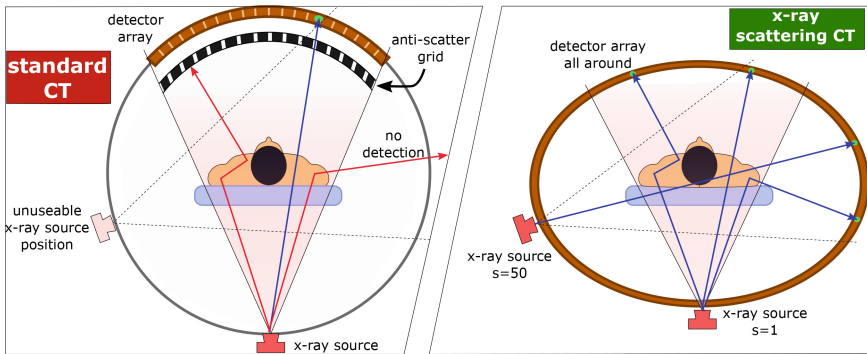 standard
CT
detector
array
anti-scatter
grid
no
detection
unuseable
x-ray source
position
x-ray source
x-ray
scattering CT
detector array
all around
x-ray source
s=50
x-ray source
s=1